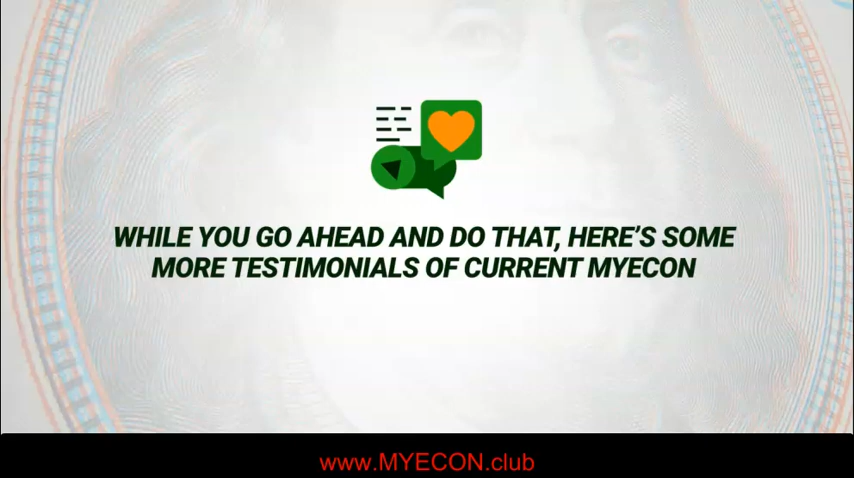 WHILE YOU GO AHEAD AND DO THAT, HERE'S SOME
MORE TESTIMONIALS OF CURRENT MYECON
www.MYECON.club